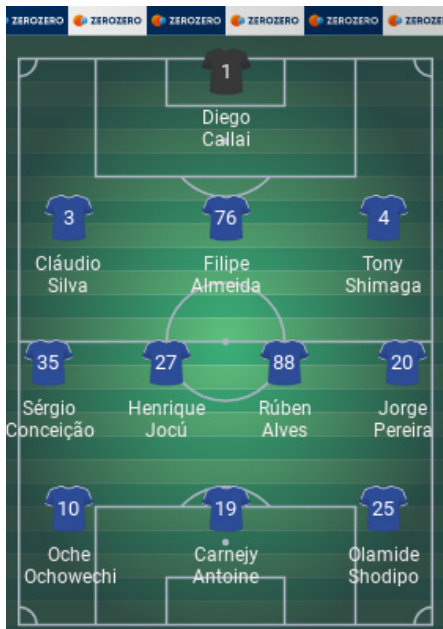 ZEROZERO ZEROZERO ZEROZERO ZEROZERO ZEROZERO ZEROZE
1
Diego
Callai
3 76 4
Cláudio Filipe Tony
Silva Almeida Shimaga
35 27 88 20
Sérgio Henrique Rúben Jorge
Conceição Jocú Alves Pereira
10 19 25
Oche Carnejy Olamide
Ochowechi Antoine Shodipo